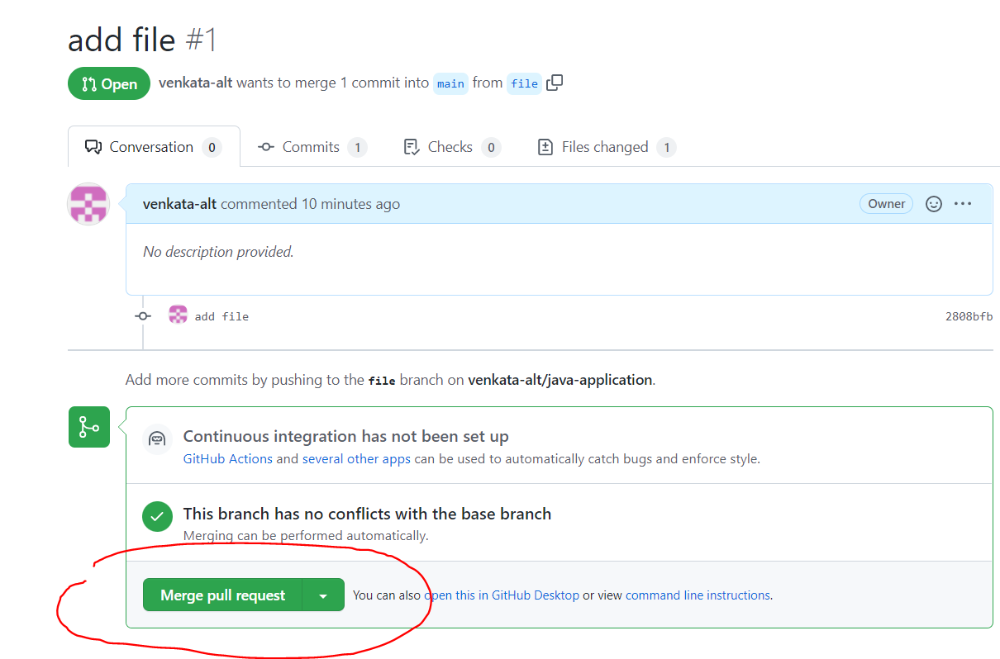 add file #1
Open venkata-alt wants to merge 1 commit into main from file
Conversation 0 Commits 1 Checks 0 Files changed 1
venkata-alt commented 10 minutes ago Owner
No description provided.
add file 2808bfb
Add more commits by pushing to the file branch on venkata-alt/java-application.
Continuous integration has not been set up
GitHub Actions and several other apps can be used to automatically catch bugs and enforce style.
This branch has no conflicts with the base branch
Merging can be performed automatically.
Merge pull request You can also open this in GitHub Desktop or view command line instructions.